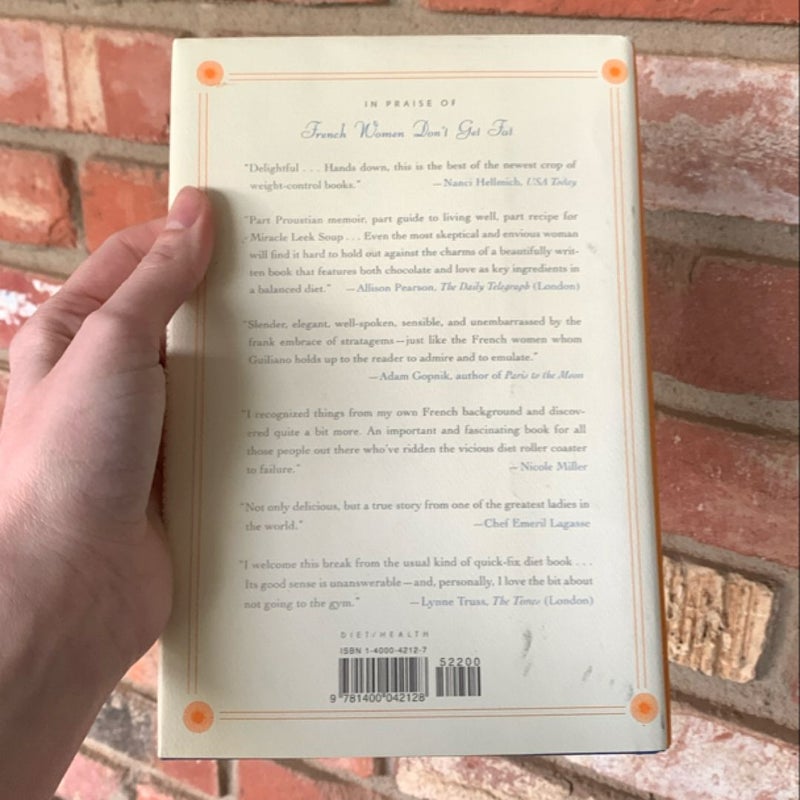 IN PRAISE OF
French Women Don't Get Fat
"Delightful . . . Hands down, this is the best of the newest crop of
weight-control books." —Nanci Hellmich, USA Today
"Part Proustian memoir, part guide to living well, part recipe for
Miracle Leek Soup . . . Even the most skeptical and envious woman
will find it hard to hold out against the charms of a beautifully writ-
ten book that features both chocolate and love as key ingredients in
a balanced diet." —Allison Pearson, The Daily Telegraph (London)
"Slender, elegant, well-spoken, sensible, and unembarrassed by the
frank embrace of stratagems—just like the French women whom
Guiliano holds up to the reader to admire and to emulate."
—Adam Gopnik, author of Paris to the Moon
"I recognized things from my own French background and discov-
ered quite a bit more. An important and fascinating book for all
those people out there who've ridden the vicious diet roller coaster
to failure." —Nicole Miller
"Not only delicious, but a true story from one of the greatest ladies in
the world." —Chef Emeril Lagasse
"I welcome this break from the usual kind of quick-fix diet book . . .
Its good sense is unanswerable—and, personally, I love the bit about
not going to the gym." —Lynne Truss, The Times (London)
DIET/HEALTH
ISBN 1-4000-4212-7
52200
9 781400 042128